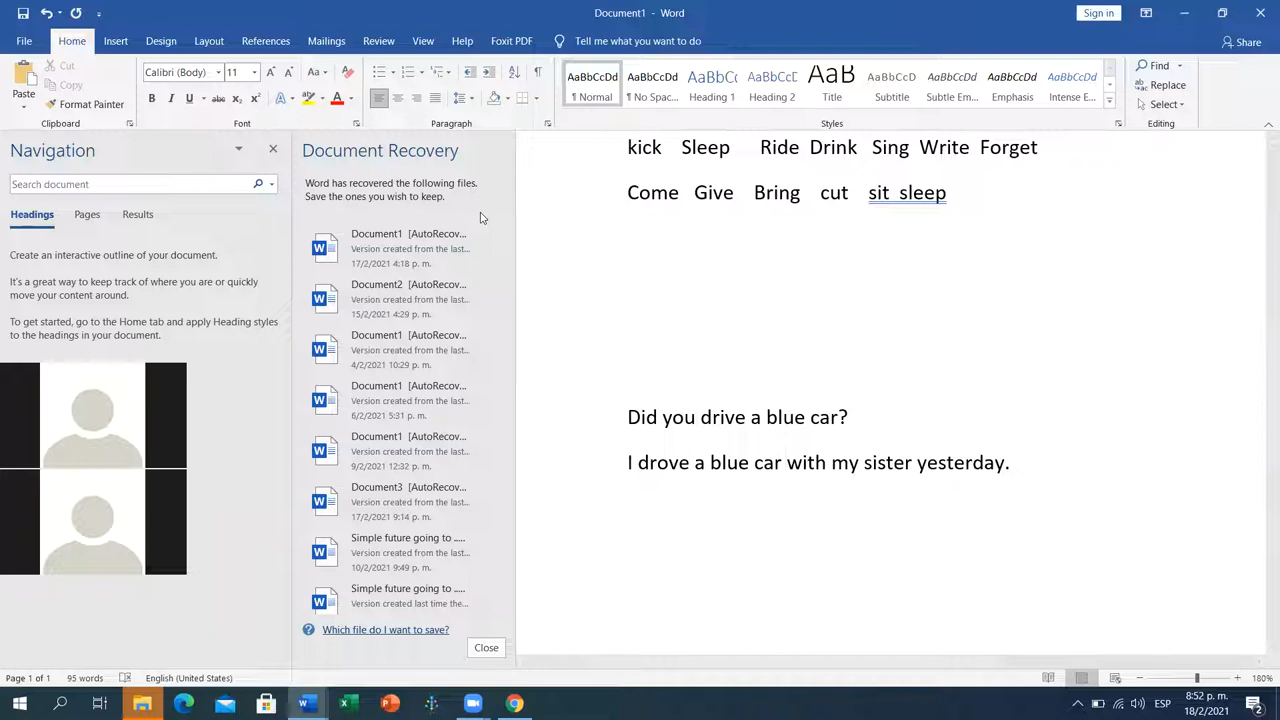 Document1 - Word
Sign in
File Home Insert Design Layout References Mailings Review View Help Foxit PDF Tell me what you want to do
Share
Paste
Cut
Copy
Format Painter
Clipboard
Calibri (Body) 11
Font
Paragraph
AaBbCcDd AaBbCcDd AaBbCc AaBbCcD AaB AaBbCcD AaBbCcDd AaBbCcDd AaBbCcDd
¶ Normal ¶ No Spac... Heading 1 Heading 2 Title Subtitle Subtle Em... Emphasis Intense E...
Styles
Find
Replace
Select
Editing
Navigation
Search document
Headings Pages Results
Create an interactive outline of your document.
It's a great way to keep track of where you are or quickly
move your content around.
To get started, go to the Home tab and apply Heading styles
to the headings in your document.
Document Recovery
Word has recovered the following files.
Save the ones you wish to keep.
Document1 [AutoRecov...
Version created from the last...
17/2/2021 4:18 p. m.
Document2 [AutoRecov...
Version created from the last...
15/2/2021 4:29 p. m.
Document1 [AutoRecov...
Version created from the last...
4/2/2021 10:29 p. m.
Document1 [AutoRecov...
Version created from the last...
6/2/2021 5:31 p. m.
Document1 [AutoRecov...
Version created from the last...
9/2/2021 12:32 p. m.
Document3 [AutoRecov...
Version created from the last...
17/2/2021 9:14 p. m.
Simple future going to .....
Version created from the last...
10/2/2021 9:49 p. m.
Simple future going to .....
Version created last time the...
Which file do I want to save?
Close
kick Sleep Ride Drink Sing Write Forget
Come Give Bring cut sit sleep
Did you drive a blue car?
I drove a blue car with my sister yesterday.
Page 1 of 1 95 words English (United States)
180%
ESP
8:52 p. m.
18/2/2021
2